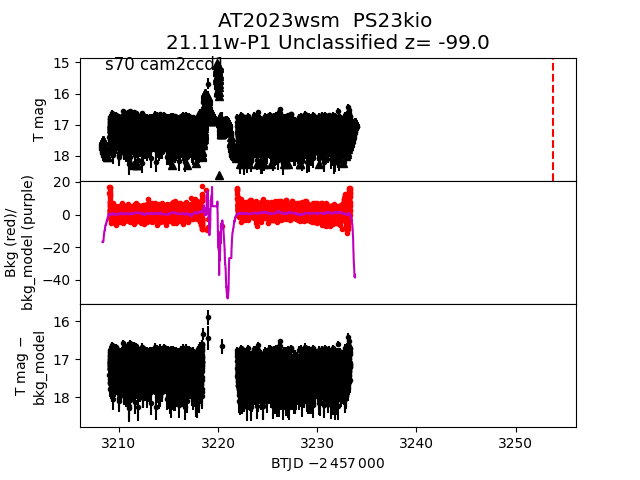 AT2023wsm PS23kio
21.11w-P1 Unclassified z= -99.0
s70 cam2ccd1
15
16
17
18
T mag
20
0
−20
−40
Bkg (red)/
bkg_model (purple)
16
17
18
T mag −
bkg_model
3210
3220
3230
3240
3250
BTJD −2 457 000